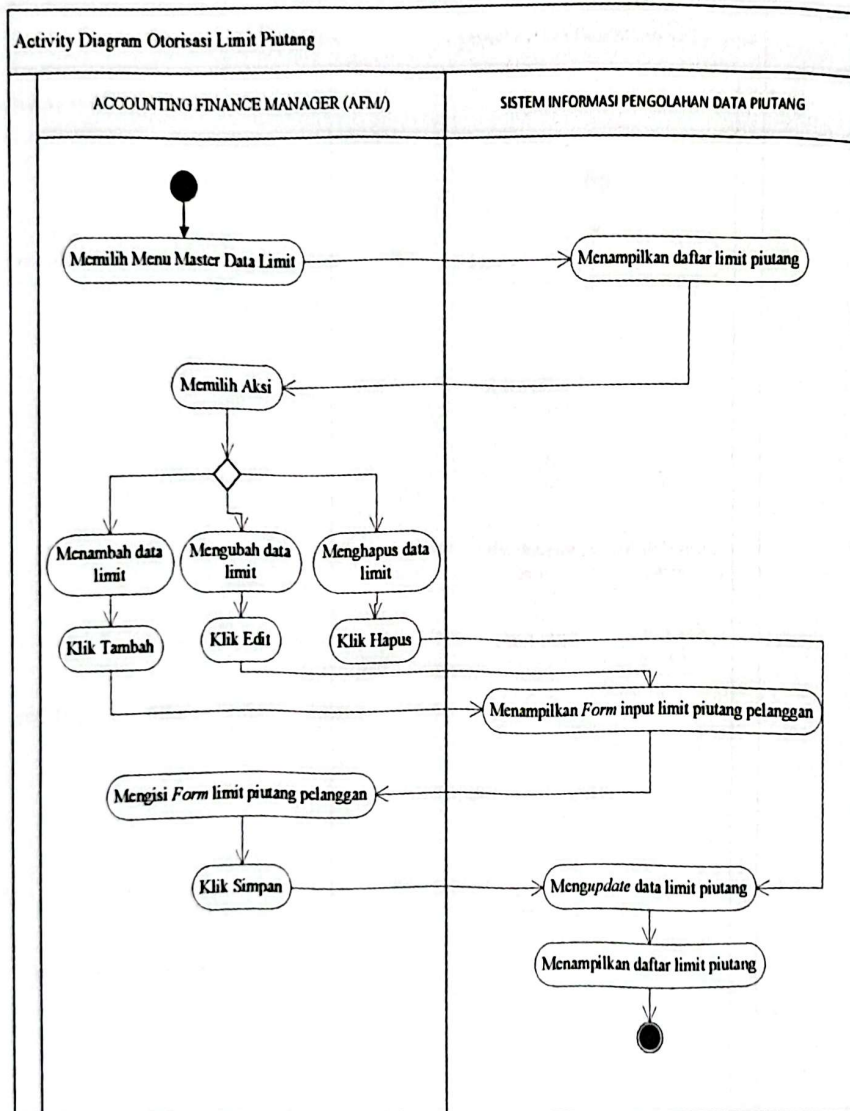 Activity Diagram Otorisasi Limit Piutang
ACCOUNTING FINANCE MANAGER (AFM/)
SISTEM INFORMASI PENGOLAHAN DATA PIUTANG
Memilih Menu Master Data Limit
Menampilkan daftar limit piutang
Memilih Aksi
Menambah data
limit
Mengubah data
limit
Menghapus data
limit
Klik Tambah
Klik Edit
Klik Hapus
Menampilkan Form input limit piutang pelanggan
Mengisi Form limit piutang pelanggan
Klik Simpan
Mengupdate data limit piutang
Menampilkan daftar limit piutang